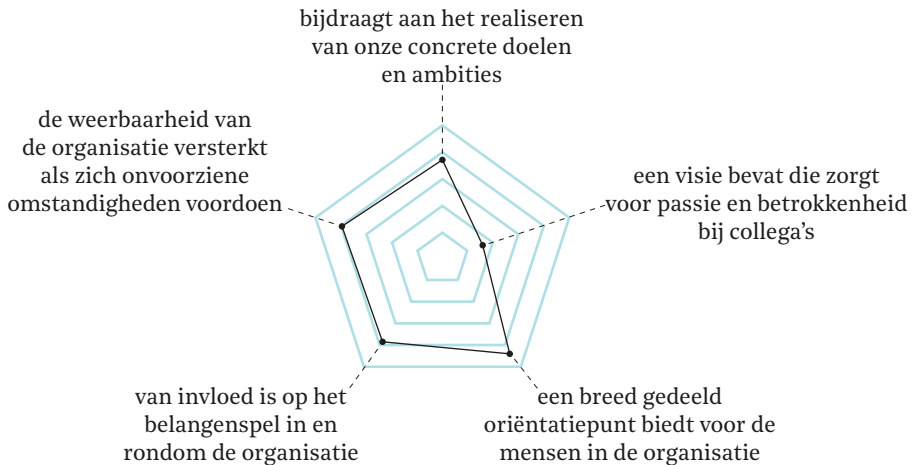 bijdraagt aan het realiseren
van onze concrete doelen
en ambities
de weerbaarheid van
de organisatie versterkt
als zich onvoorziene
omstandigheden voordoen
een visie bevat die zorgt
voor passie en betrokkenheid
bij collega’s
van invloed is op het
belangenspel in en
rondom de organisatie
een breed gedeeld
oriëntatiepunt biedt voor de
mensen in de organisatie